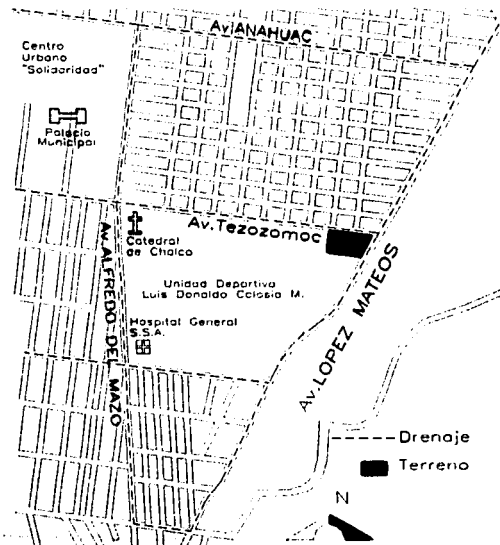 Av. ANAHUAC
Centro
Urbano
"Solidaridad"
Palacio
Municipal
Av. Tezozomoc
Catedral
de Chalco
Av. ALFREDO DEL MAZO
Unidad Deportiva
Luis Donaldo Colosio M.
Hospital General
S.S.A.
Av. LOPEZ MATEOS
Drenaje
Terreno
N